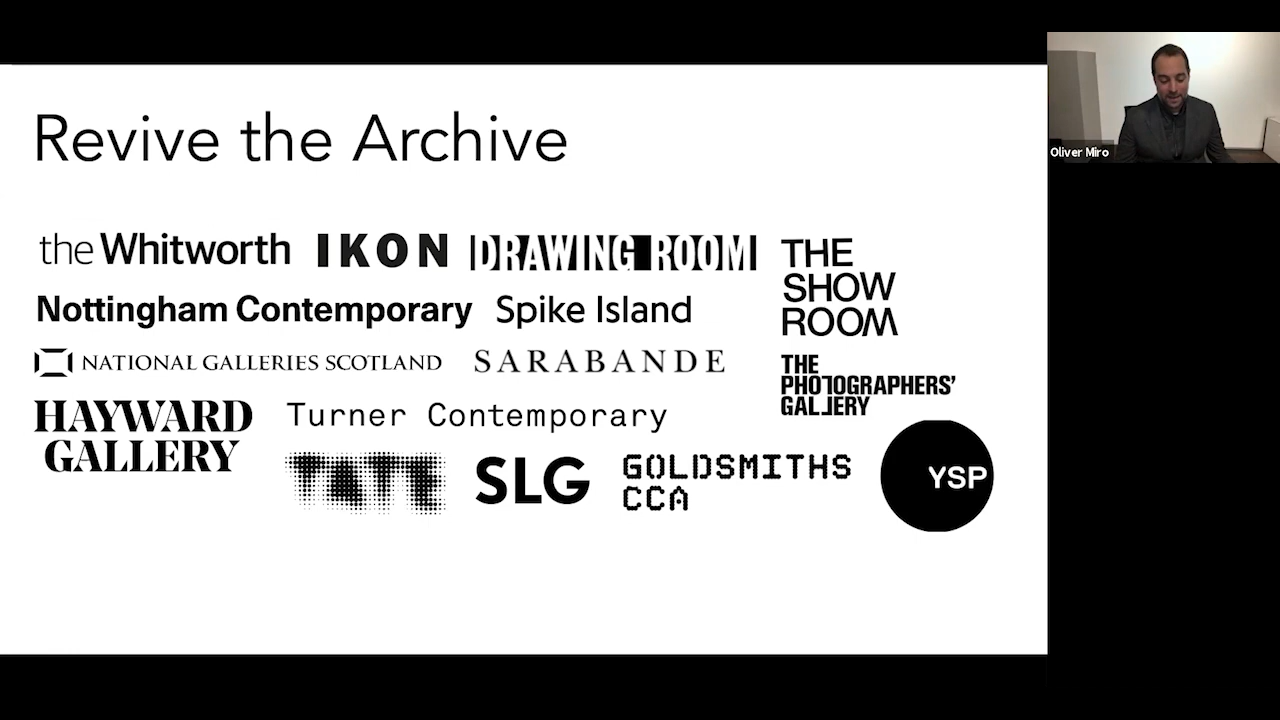 Revive the Archive
Oliver Miro
the Whitworth
IKON
DRAWING ROOM
THE
SHOW
ROOM
Nottingham Contemporary
Spike Island
NATIONAL GALLERIES SCOTLAND
SARABANDE
THE
PHOTOGRAPHERS'
GALLERY
HAYWARD
GALLERY
Turner Contemporary
TATE
SLG
GOLDSMITHS
CCA
YSP